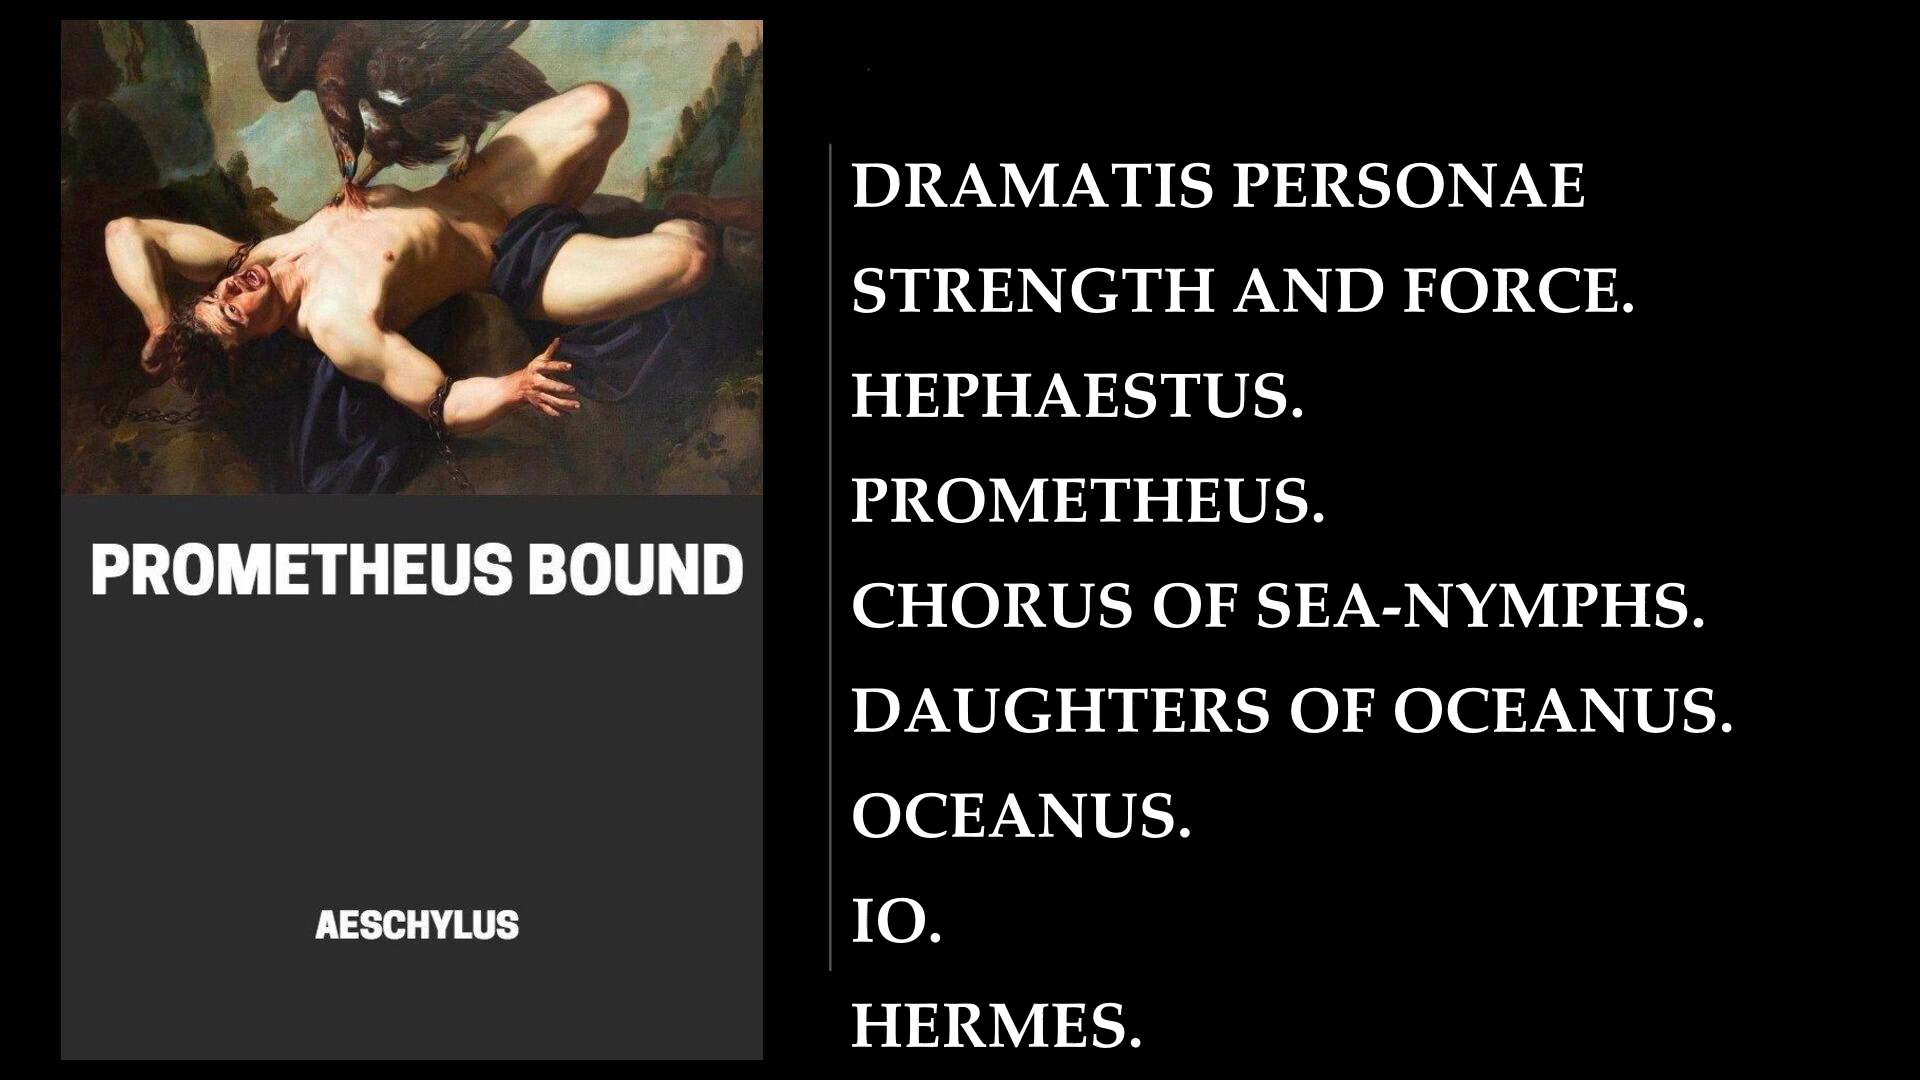 PROMETHEUS BOUND
AESCHYLUS
DRAMATIS PERSONAE
STRENGTH AND FORCE.
HEPHAESTUS.
PROMETHEUS.
CHORUS OF SEA-NYMPHS.
DAUGHTERS OF OCEANUS.
OCEANUS.
IO.
HERMES.